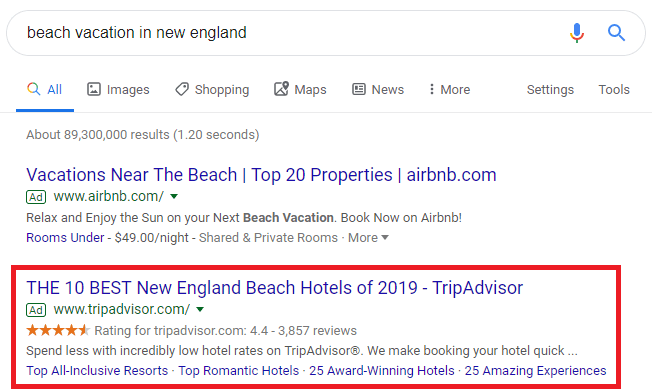 beach vacation in new england
All Images Shopping Maps News More Settings Tools
About 89,300,000 results (1.20 seconds)
Vacations Near The Beach | Top 20 Properties | airbnb.com
Ad www.airbnb.com/
Relax and Enjoy the Sun on your Next Beach Vacation. Book Now on Airbnb!
Rooms Under - $49.00/night - Shared & Private Rooms · More
THE 10 BEST New England Beach Hotels of 2019 - TripAdvisor
Ad www.tripadvisor.com/
Rating for tripadvisor.com: 4.4 - 3,857 reviews
Spend less with incredibly low hotel rates on TripAdvisor®. We make booking your hotel quick ...
Top All-Inclusive Resorts · Top Romantic Hotels · 25 Award-Winning Hotels · 25 Amazing Experiences